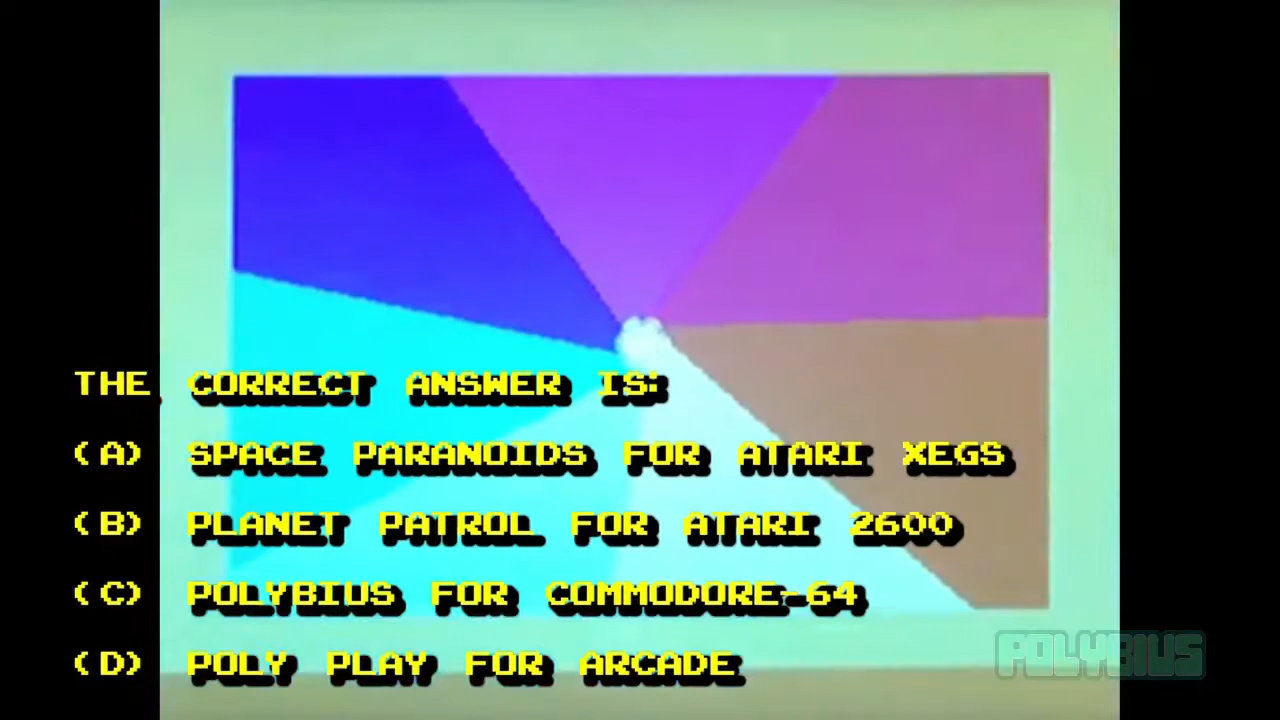 THE CORRECT ANSWER IS:
(A) SPACE PARANOIDS FOR ATARI XEGS
(B) PLANET PATROL FOR ATARI 2600
(C) POLYBIUS FOR COMMODORE-64
(D) POLY PLAY FOR ARCADE
POLYBIUS